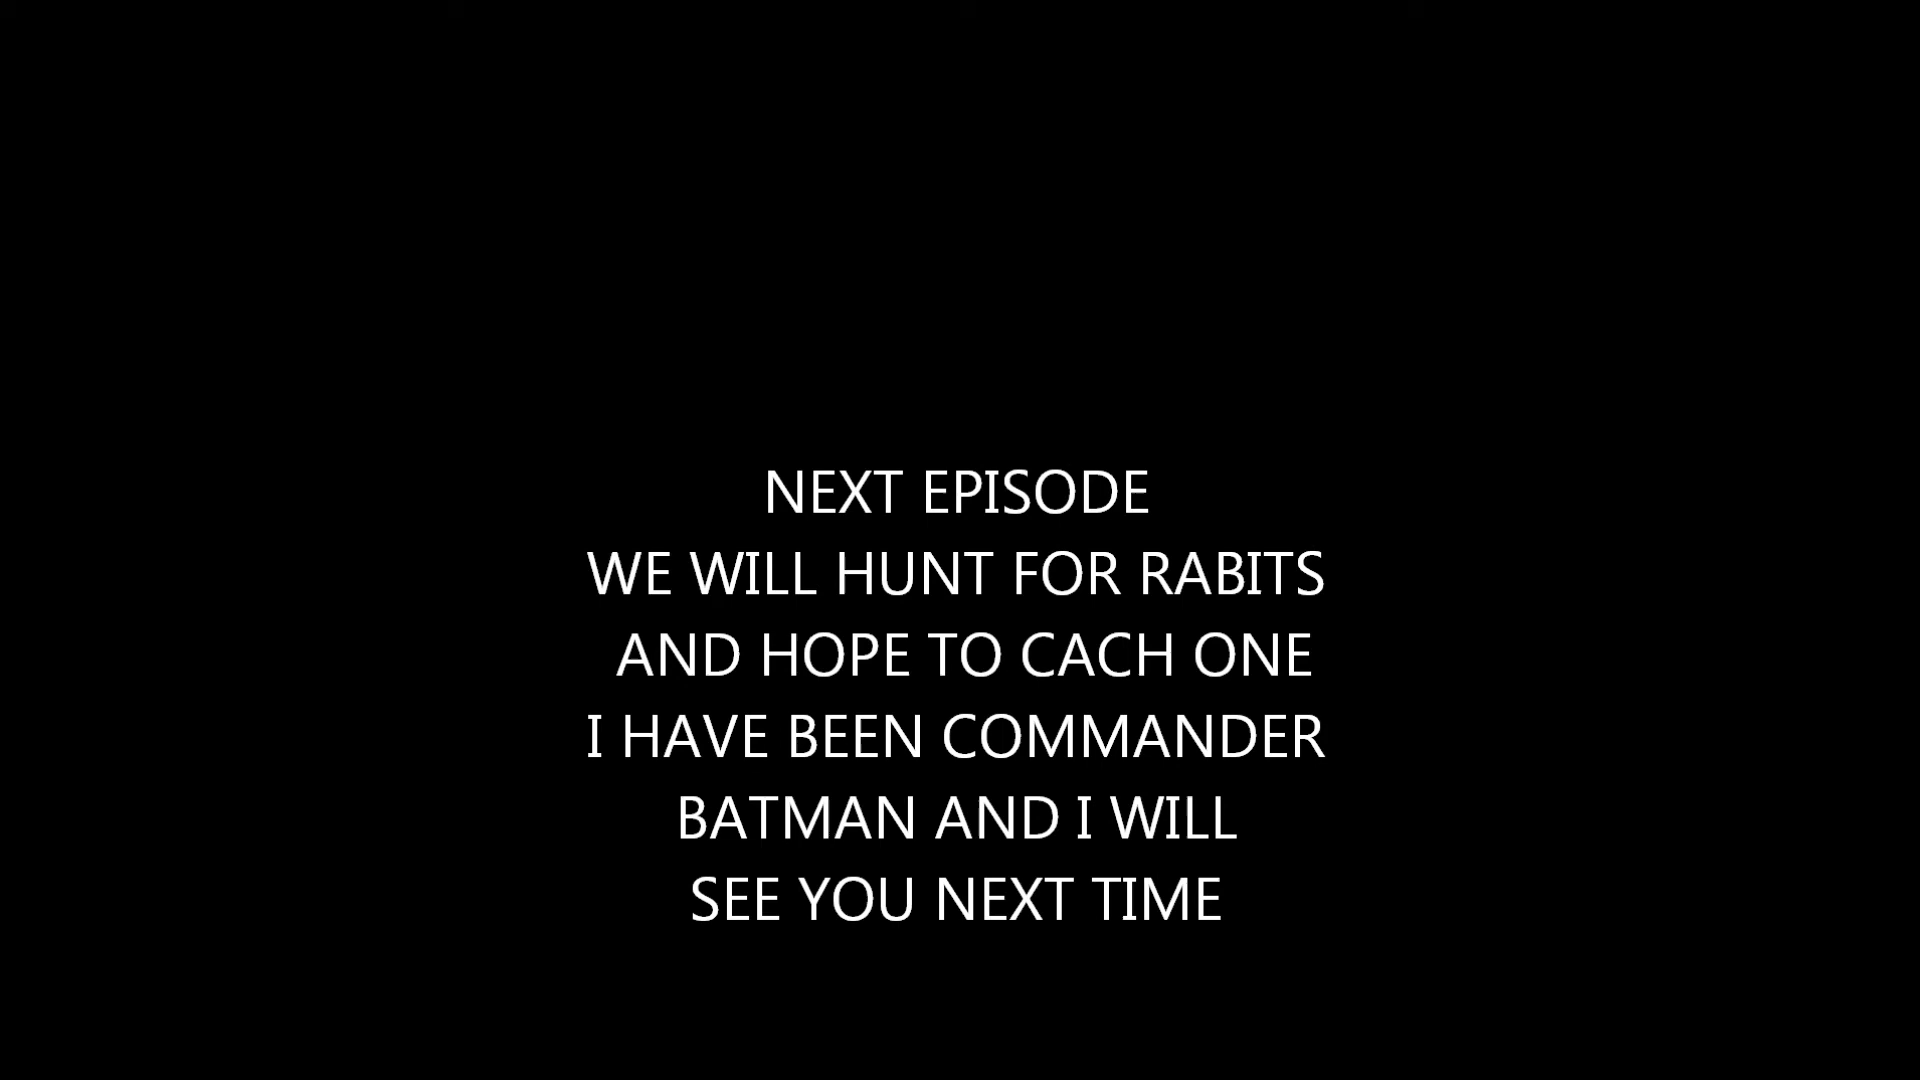 NEXT EPISODE
WE WILL HUNT FOR RABITS
AND HOPE TO CACH ONE
I HAVE BEEN COMMANDER
BATMAN AND I WILL
SEE YOU NEXT TIME